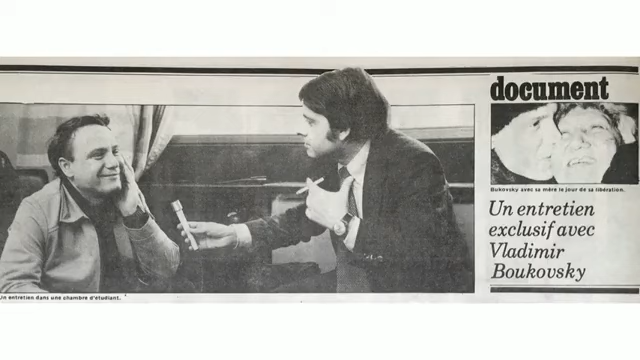 document
Bukovsky avec sa mère le jour de sa libération.
Un entretien
exclusif avec
Vladimir
Boukovsky
Un entretien dans une chambre d'étudiant.